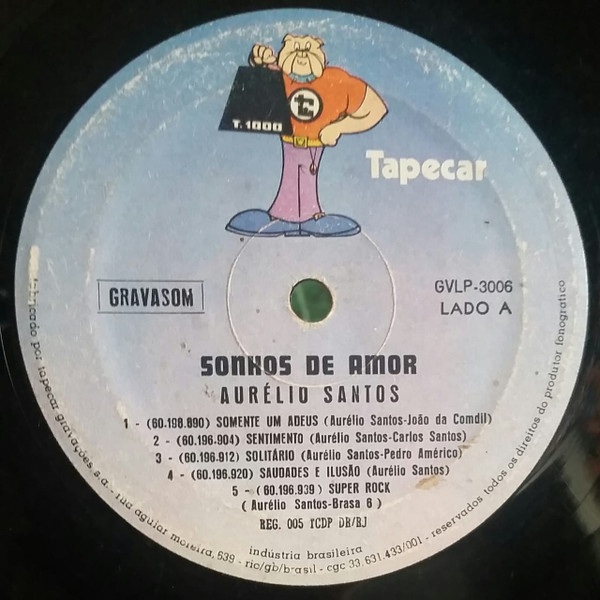 T.1000
Tapecar
GRAVASOM
GVLP-3006
LADO A
SONHOS DE AMOR
AURÉLIO SANTOS
1 - (60.198.890) SOMENTE UM ADEUS (Aurélio Santos-João da Comdil)
2 - (60.196.904) SENTIMENTO (Aurélio Santos-Carlos Santos)
3 - (60.196.912) SOLITÁRIO (Aurélio Santos-Pedro Américo)
4 - (60.196.920) SAUDADES E ILUSÃO (Aurélio Santos)
5 - (60.196.939) SUPER ROCK
(Aurélio Santos-Brasa 6)
REG. 005 TCDP DB/RJ
indústria brasileira
fabricado por tapecar gravações s.a. - rua aguiar moreira, 639 - rio/gb/brasil - cgc 33.631.433/001 - reservados todos os direitos do produtor fonográfico